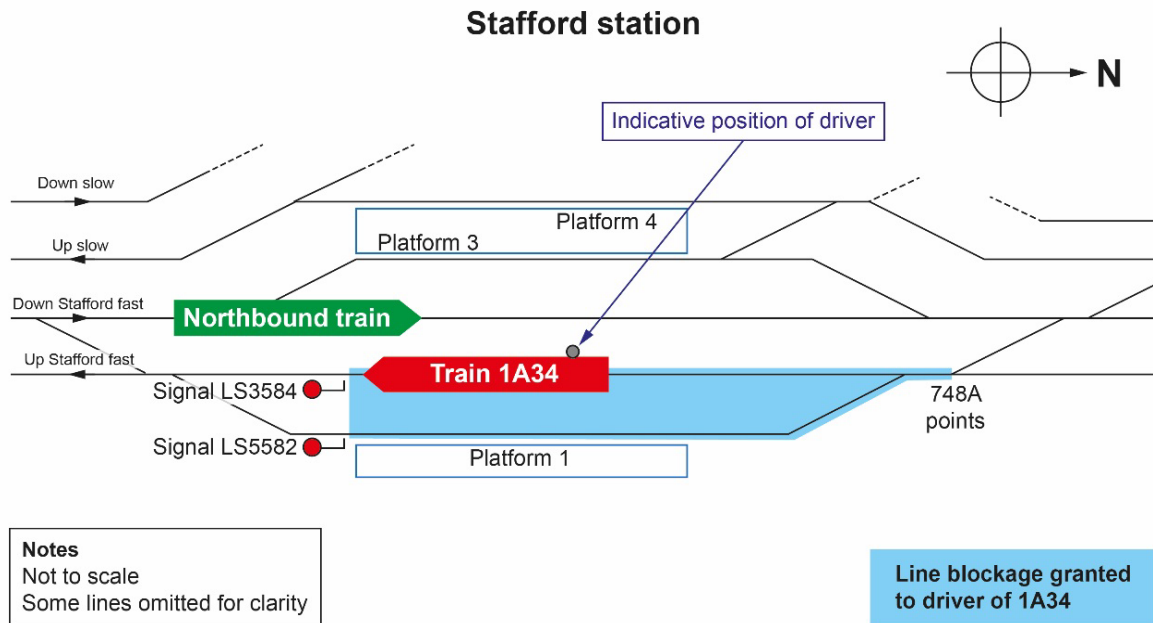 Stafford station
N
Indicative position of driver
Down slow
Platform 4
Platform 3
Up slow
Down Stafford fast
Northbound train
Up Stafford fast
Train 1A34
Signal LS3584
748A
points
Signal LS5582
Platform 1
Notes
Not to scale
Some lines omitted for clarity
Line blockage granted
to driver of 1A34